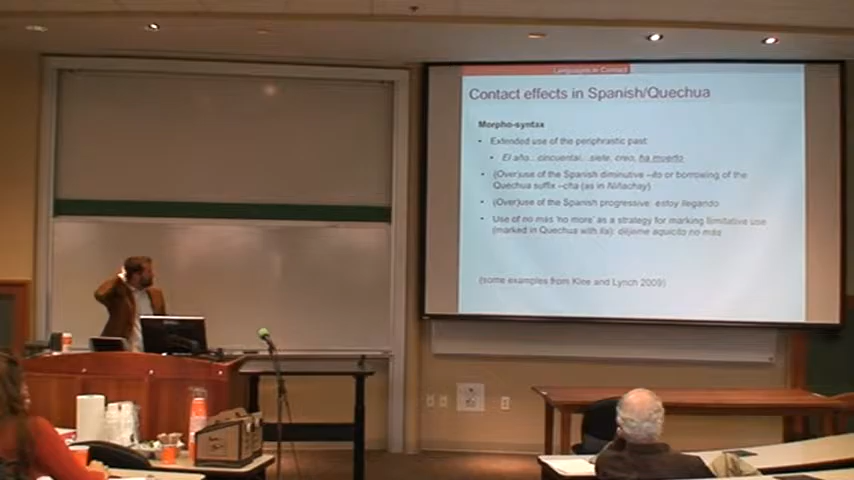 Languages in Contact
Contact effects in Spanish/Quechua
Morpho-syntax
• Extended use of the periphrastic past:
• El año... cincuentai... siete, creo, ha muerto
• (Over)use of the Spanish diminutive –ito or borrowing of the
Quechua suffix –cha (as in Niñachay)
• (Over)use of the Spanish progressive: estoy llegando
• Use of no más 'no more' as a strategy for marking limitative use
(marked in Quechua with lla): déjeme aquicito no más
(some examples from Klee and Lynch 2009)